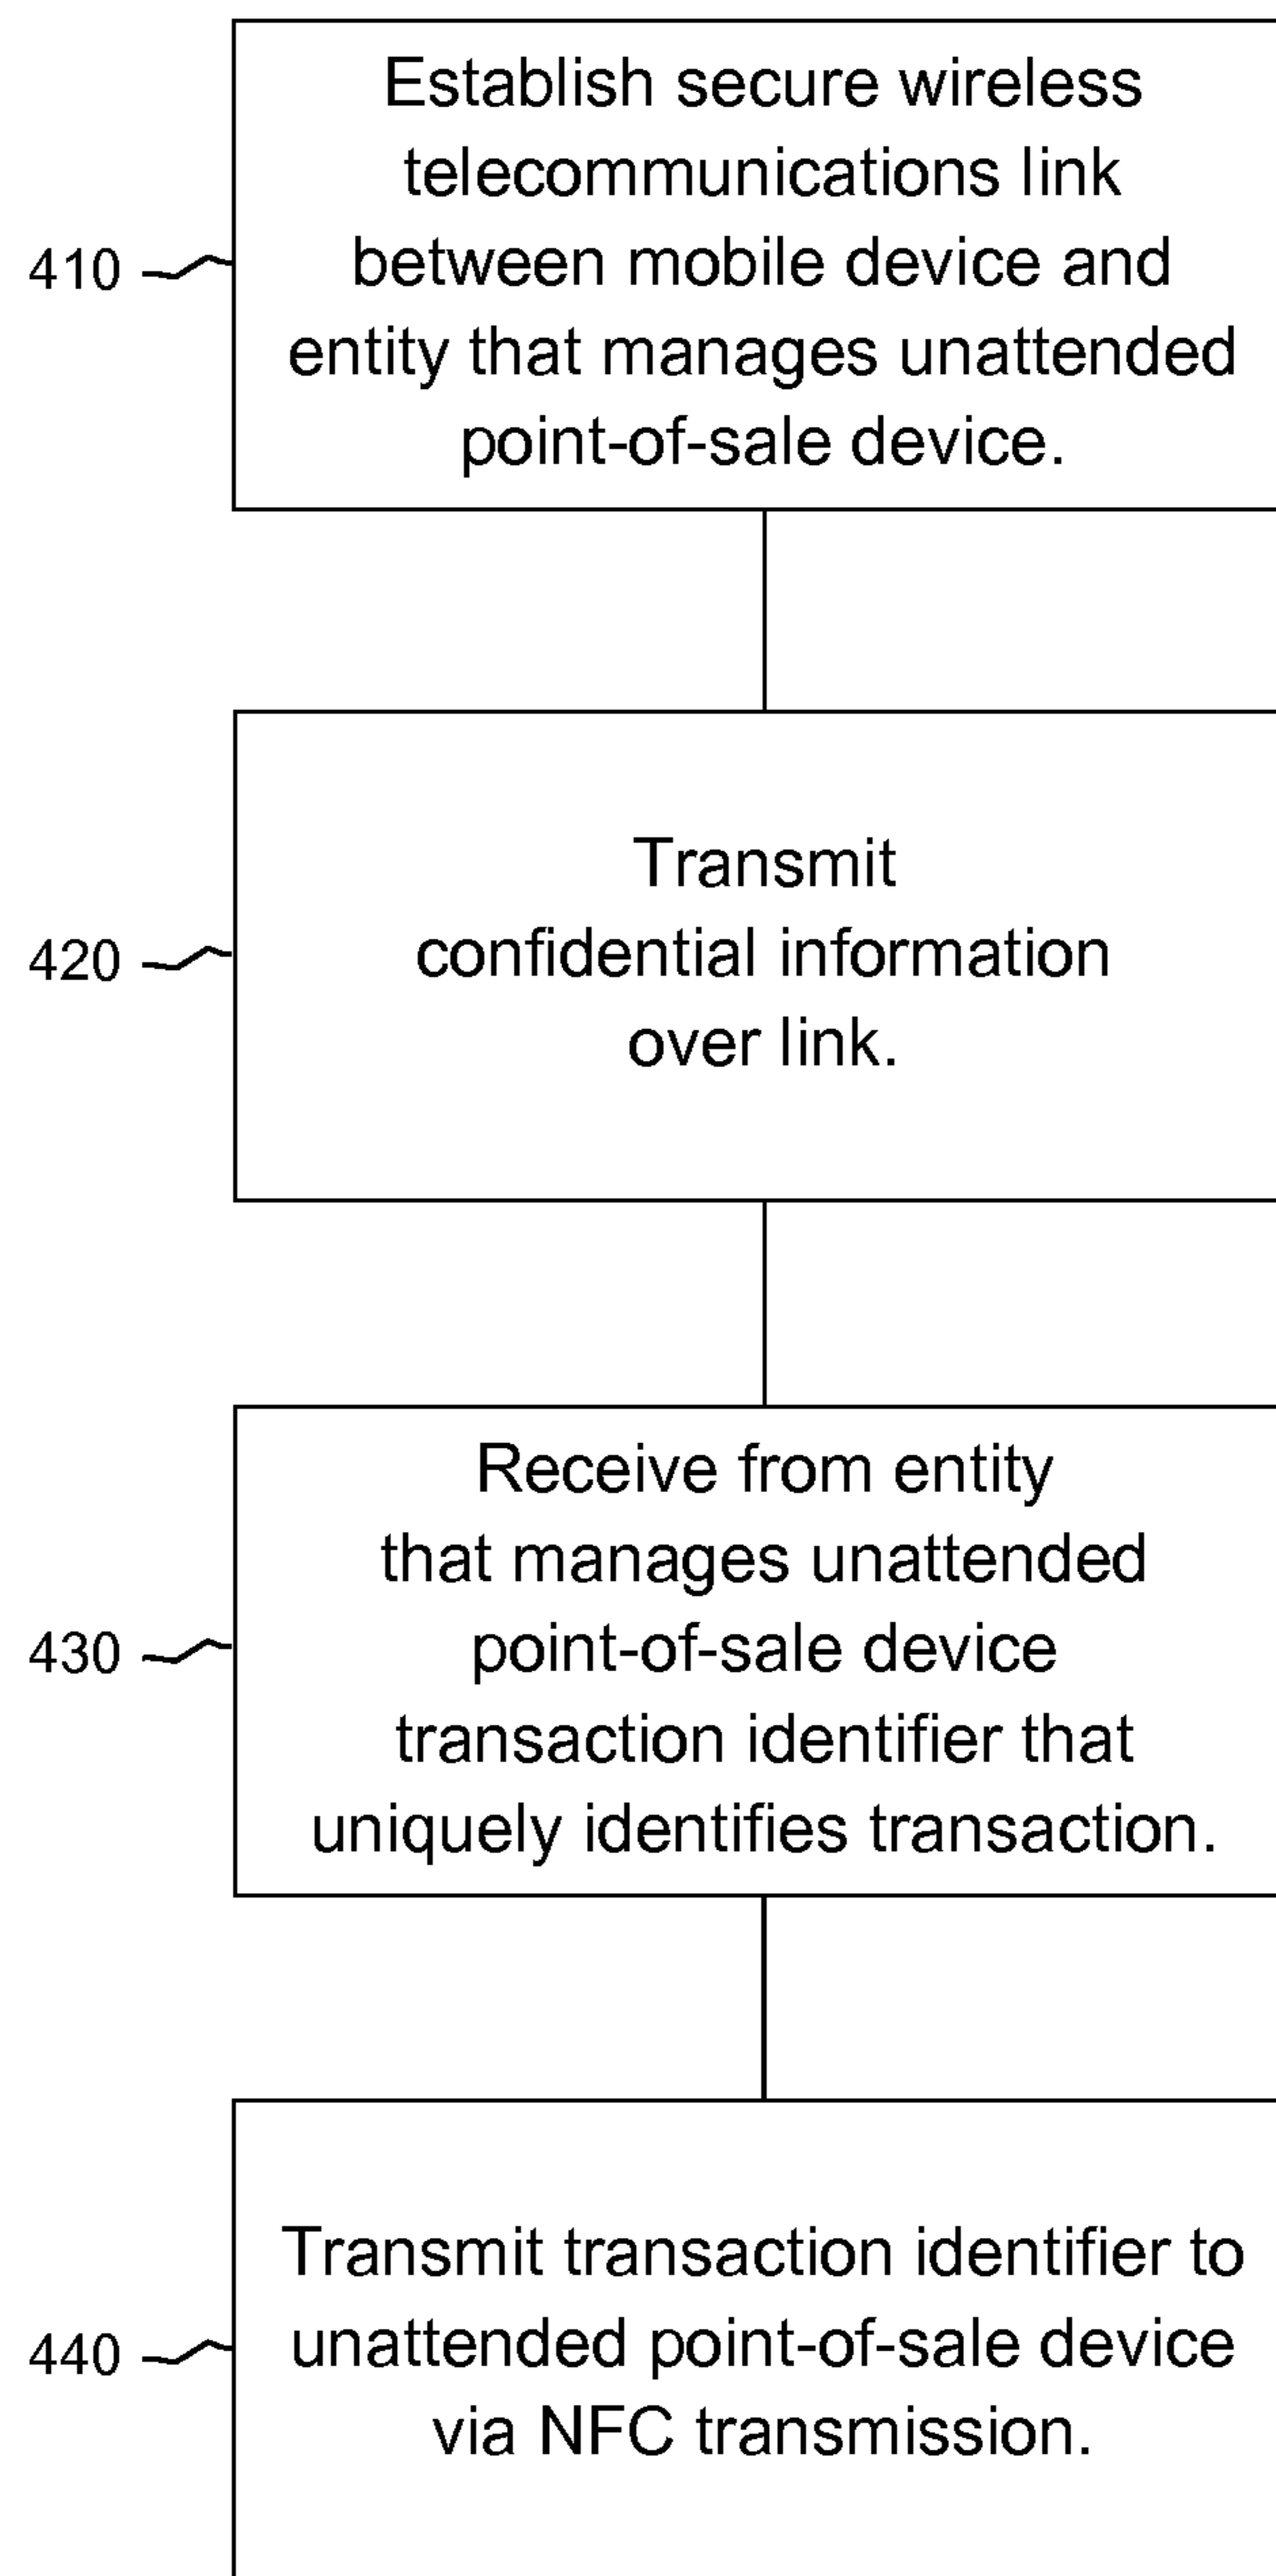 Establish secure wireless
telecommunications link
410
between mobile device and
entity that manages unattended
point-of-sale device.
Transmit
420
confidential information
over link.
Receive from entity
that manages unattended
430
point-of-sale device
transaction identifier that
uniquely identifies transaction.
Transmit transaction identifier to
440
unattended point-of-sale device
via NFC transmission.